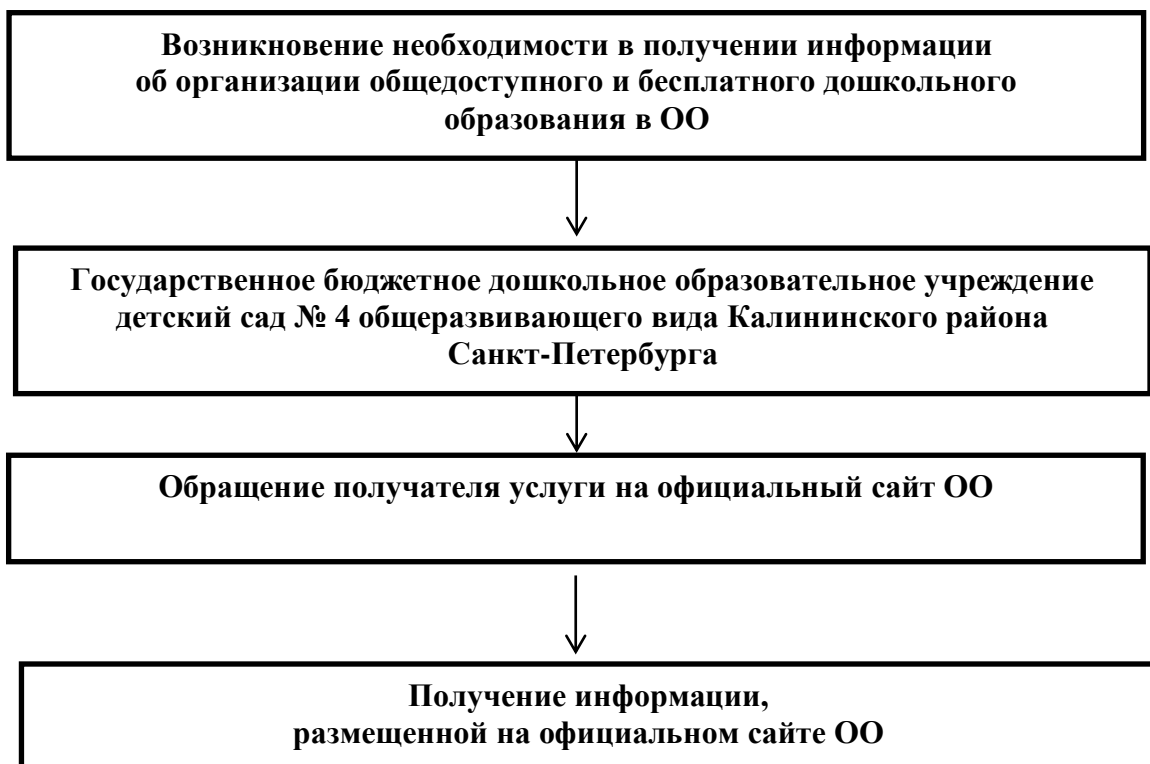 Возникновение необходимости в получении информации
об организации общедоступного и бесплатного дошкольного
образования в ОО
Государственное бюджетное дошкольное образовательное учреждение
детский сад № 4 общеразвивающего вида Калининского района
Санкт-Петербурга
Обращение получателя услуги на официальный сайт ОО
Получение информации,
размещенной на официальном сайте ОО